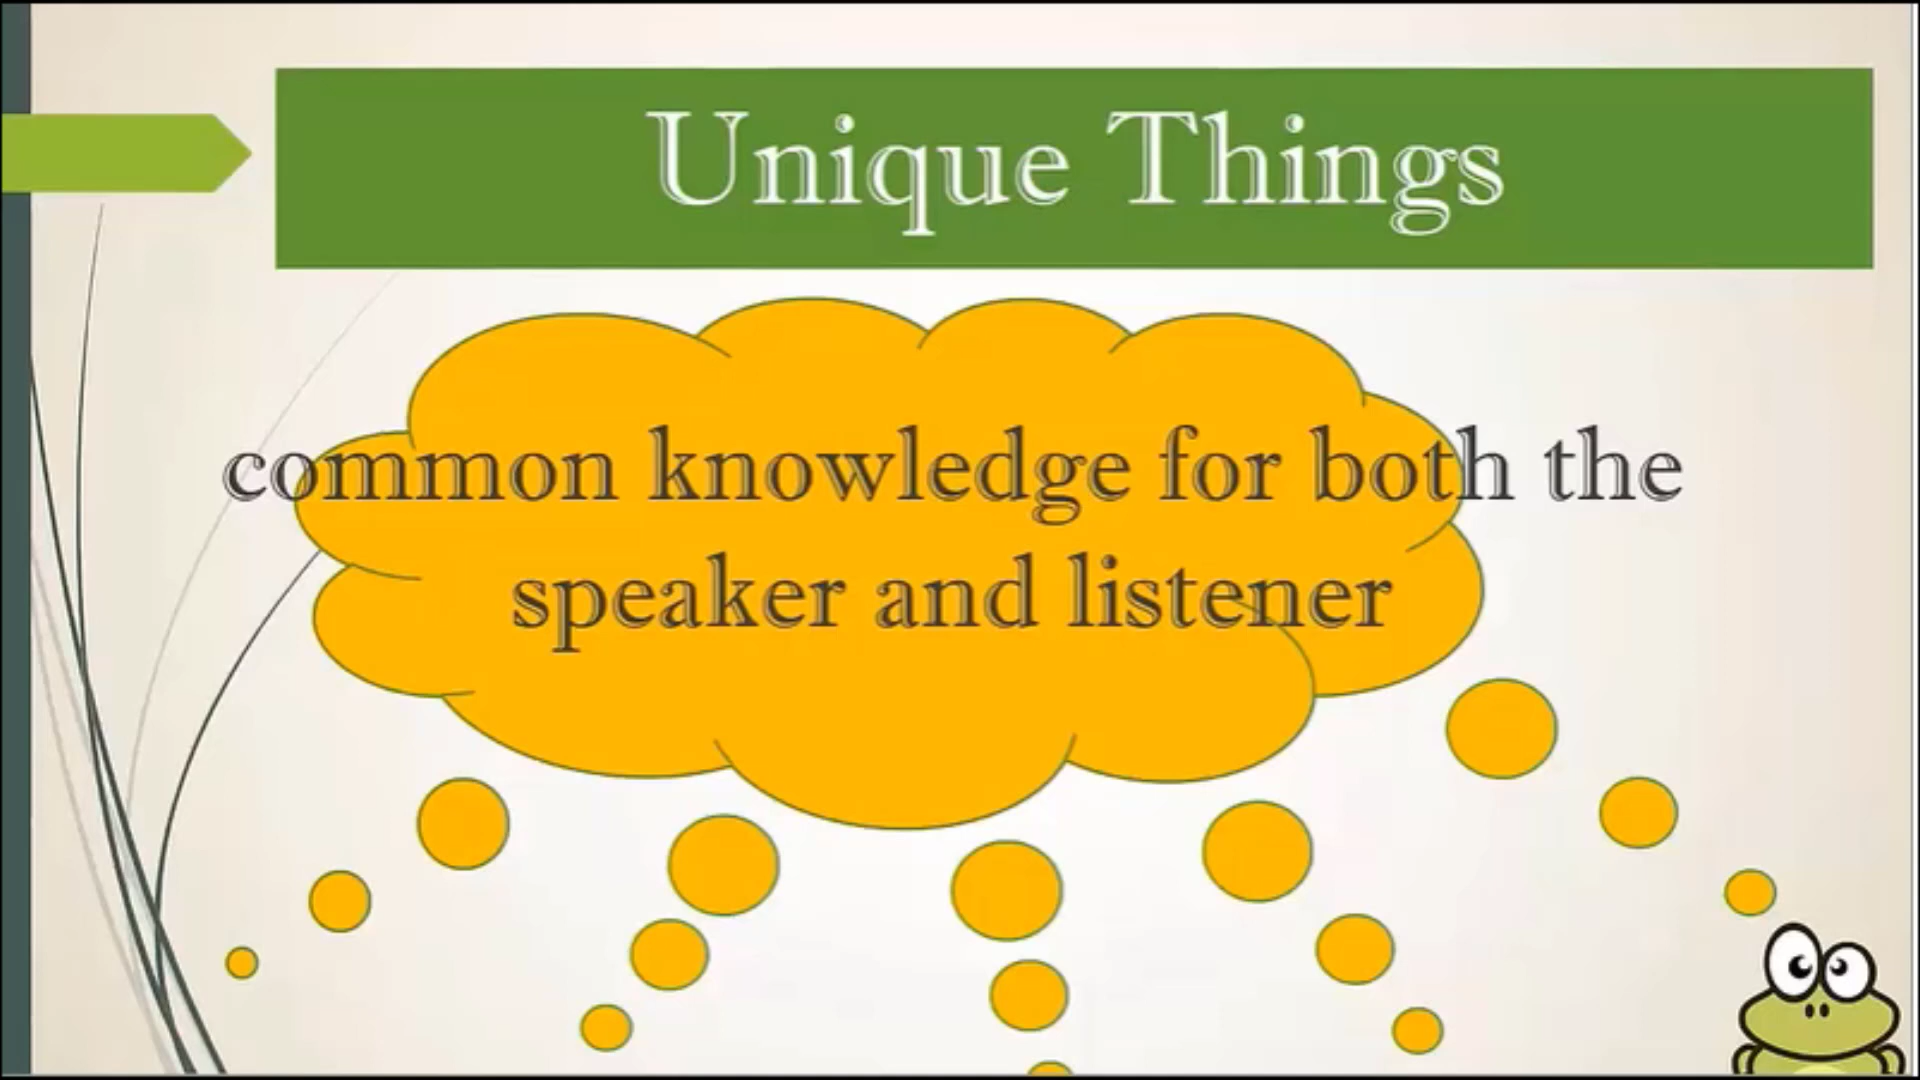 Unique Things
common knowledge for both the
speaker and listener